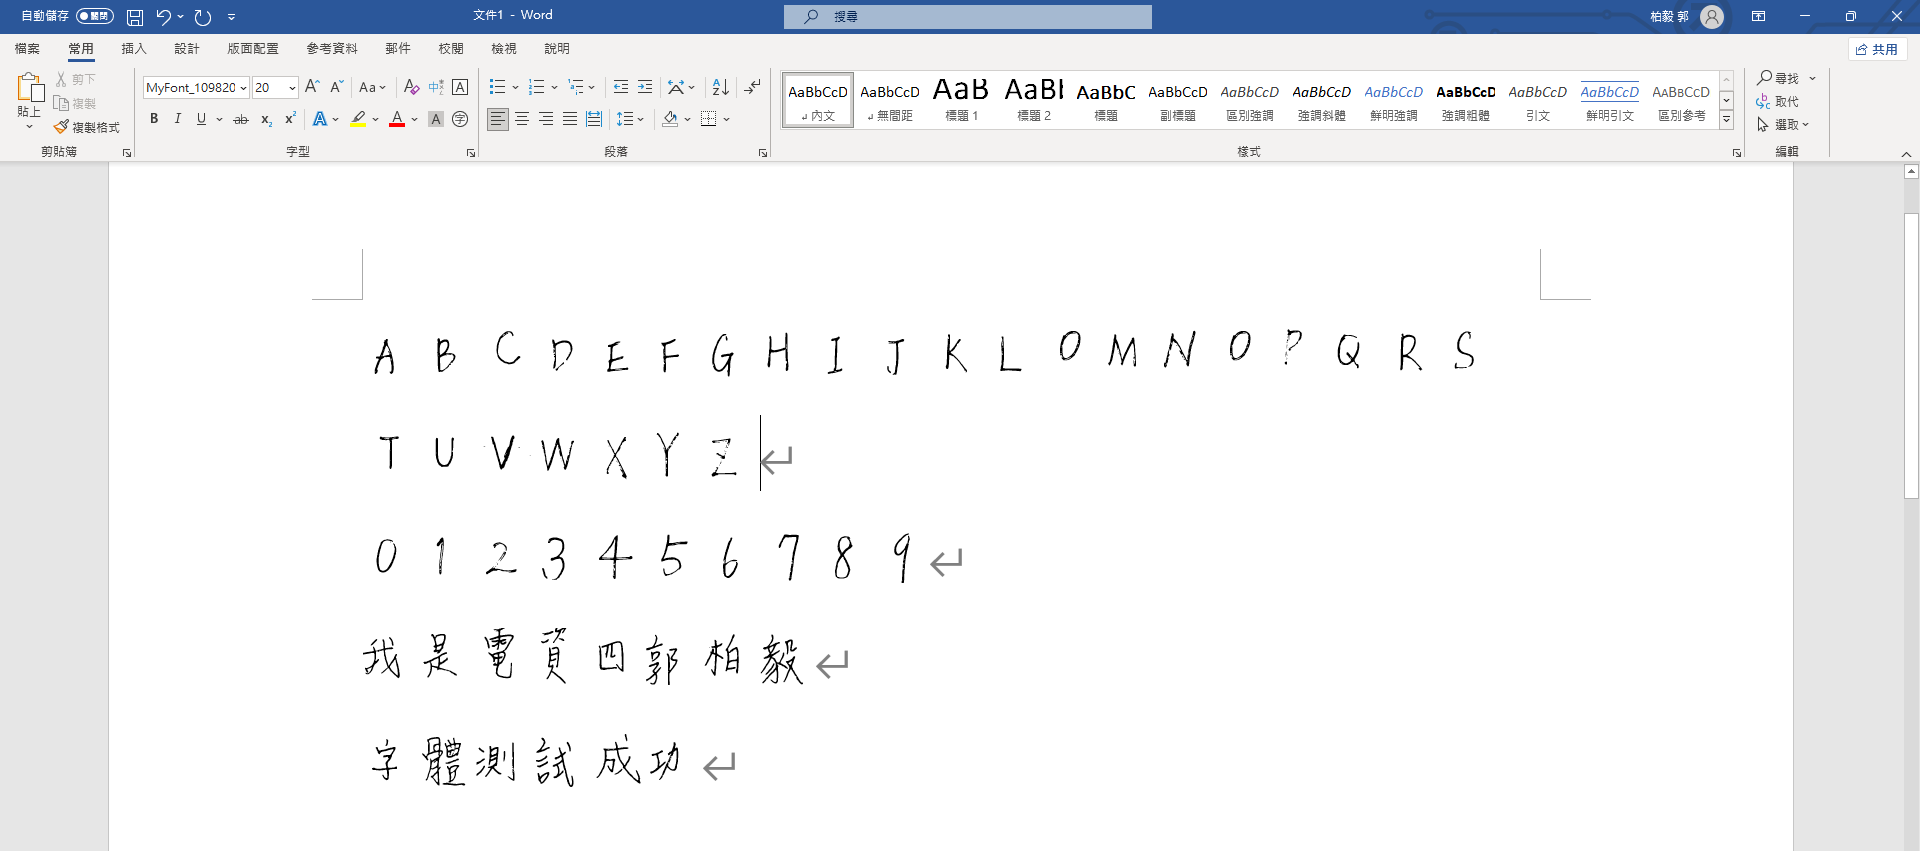 自動儲存 關閉 文件1 - Word 搜尋 柏毅 郭
檔案 常用 插入 設計 版面配置 參考資料 郵件 校閱 檢視 說明 共用
貼上 剪下 複製 複製格式
MyFont_109820 20
AaBbCcD AaBbCcD AaB AaBl AaBbC AaBbCcD AaBbCcD AaBbCcD AaBbCcD AaBbCcD AaBbCcD AaBbCcD AaBbCcD
內文 無間距 標題 1 標題 2 標題 副標題 區別強調 強調斜體 鮮明強調 強調粗體 引文 鮮明引文 區別參考
尋找 取代 選取
剪貼簿 字型 段落 樣式 編輯
A B C D E F G H I J K L O M N O P Q R S
T U V W X Y Z
0 1 2 3 4 5 6 7 8 9
我是電資四郭柏毅
字體測試成功